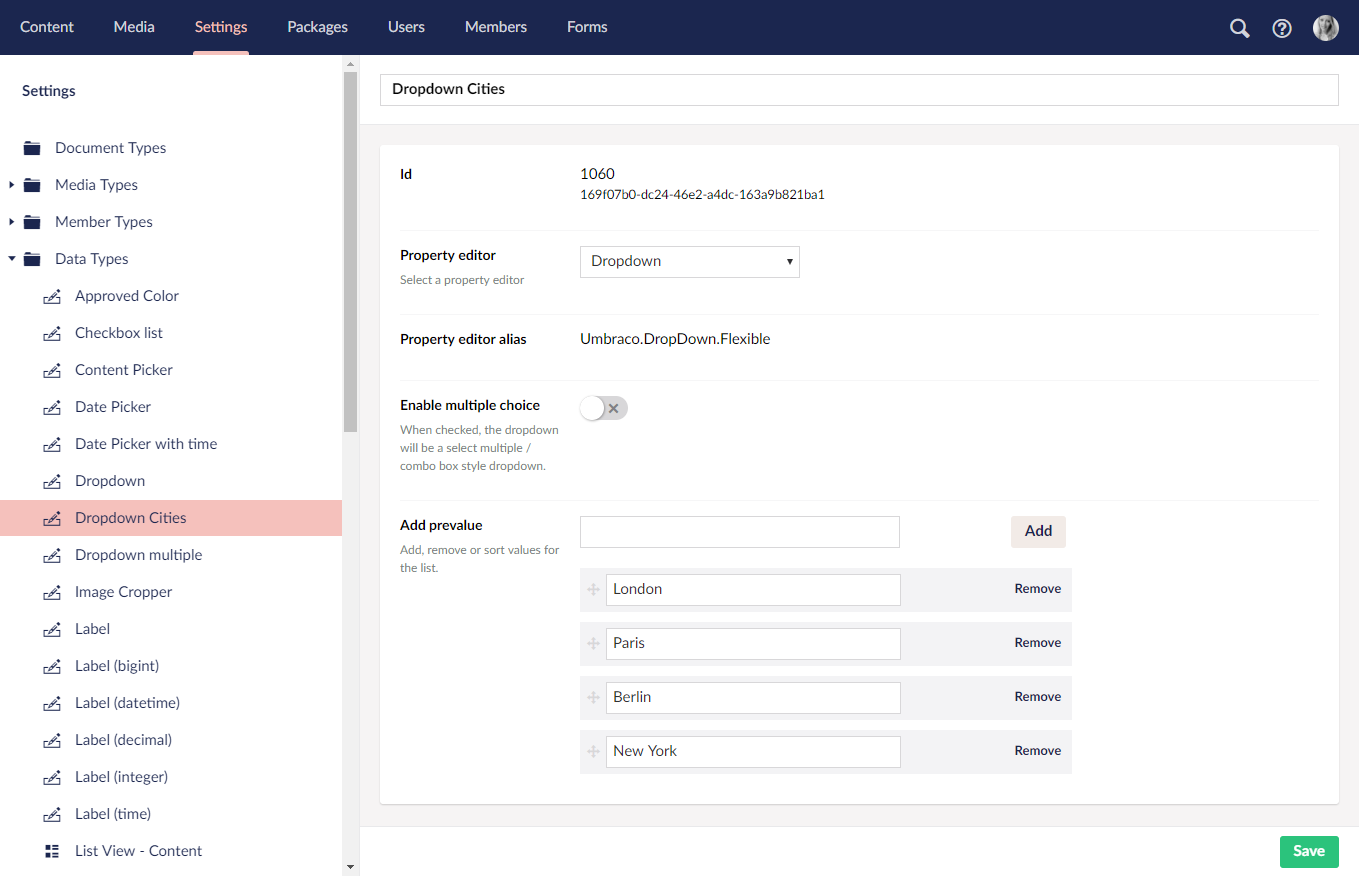 Content Media Settings Packages Users Members Forms
Settings
Document Types
Media Types
Member Types
Data Types
Approved Color
Checkbox list
Content Picker
Date Picker
Date Picker with time
Dropdown
Dropdown Cities
Dropdown multiple
Image Cropper
Label
Label (bigint)
Label (datetime)
Label (decimal)
Label (integer)
Label (time)
List View - Content
Dropdown Cities
Id 1060
169f07b0-dc24-46e2-a4dc-163a9b821ba1
Property editor Dropdown
Select a property editor
Property editor alias Umbraco.DropDown.Flexible
Enable multiple choice
When checked, the dropdown
will be a select multiple /
combo box style dropdown.
Add prevalue Add
Add, remove or sort values for
the list.
London Remove
Paris Remove
Berlin Remove
New York Remove
Save